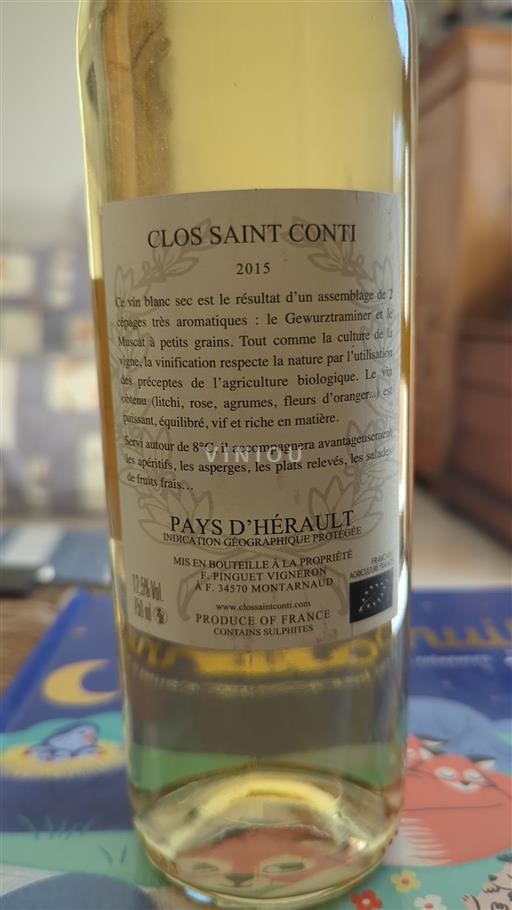 CLOS SAINT CONTI
2015
Ce vin blanc sec est le résultat d'un assemblage de 2
cépages très aromatiques : le Gewurztraminer et le
Muscat à petits grains. Tout comme la culture de la
vigne, la vinification respecte la nature par l'utilisation
des préceptes de l'agriculture biologique. Le vin
obtenu (litchi, rose, agrumes, fleurs d'oranger...) est
puissant, équilibré, vif et riche en matière.
Servi autour de 8°C, il accompagnera avantageusement
les apéritifs, les asperges, les plats relevés, les salades
de fruits frais...
VINTOU
PAYS D'HÉRAULT
INDICATION GÉOGRAPHIQUE PROTÉGÉE
MIS EN BOUTEILLE À LA PROPRIÉTÉ
F. PINGUET VIGNERON
À F. 34570 MONTARNAUD
www.clossaintconti.com
PRODUCE OF FRANCE
CONTAINS SULPHITES
12,5% Vol.
750 ml
AGRICULTURE